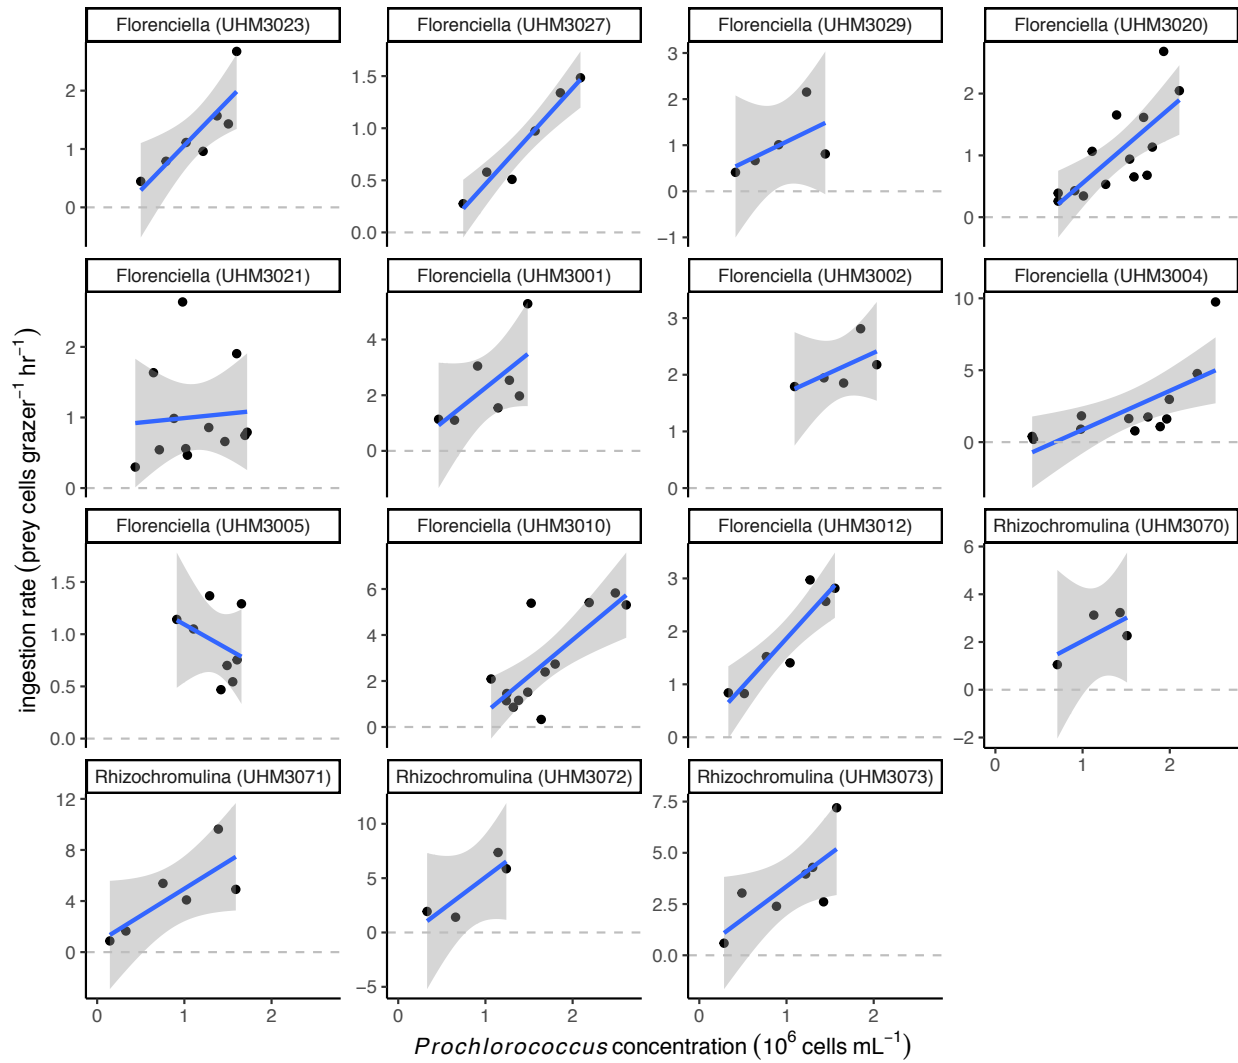 Florenciella (UHM3023) Florenciella (UHM3027) Florenciella (UHM3029) Florenciella (UHM3020)
2 1 0
1.5 1.0 0.5 0.0
3 2 1 0 −1
2 1 0
Florenciella (UHM3021) Florenciella (UHM3001) Florenciella (UHM3002) Florenciella (UHM3004)
2 1 0
4 2 0
3 2 1 0
10 5 0
Florenciella (UHM3005) Florenciella (UHM3010) Florenciella (UHM3012) Rhizochromulina (UHM3070)
1.5 1.0 0.5 0.0
6 4 2 0
3 2 1 0
6 4 2 0 −2
0 1 2
Rhizochromulina (UHM3071) Rhizochromulina (UHM3072) Rhizochromulina (UHM3073)
12 8 4 0
10 5 0 −5
7.5 5.0 2.5 0.0
0 1 2 0 1 2 0 1 2
ingestion rate (prey cells grazer⁻¹ hr⁻¹)
Prochlorococcus concentration (10⁶ cells mL⁻¹)